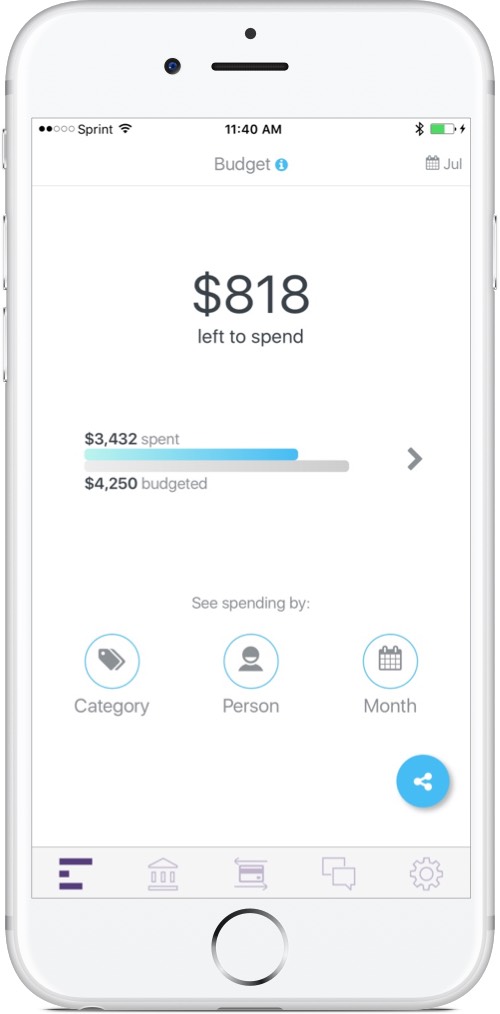 Sprint 11:40 AM
Budget Jul
$818
left to spend
$3,432 spent
$4,250 budgeted
See spending by:
Category Person Month